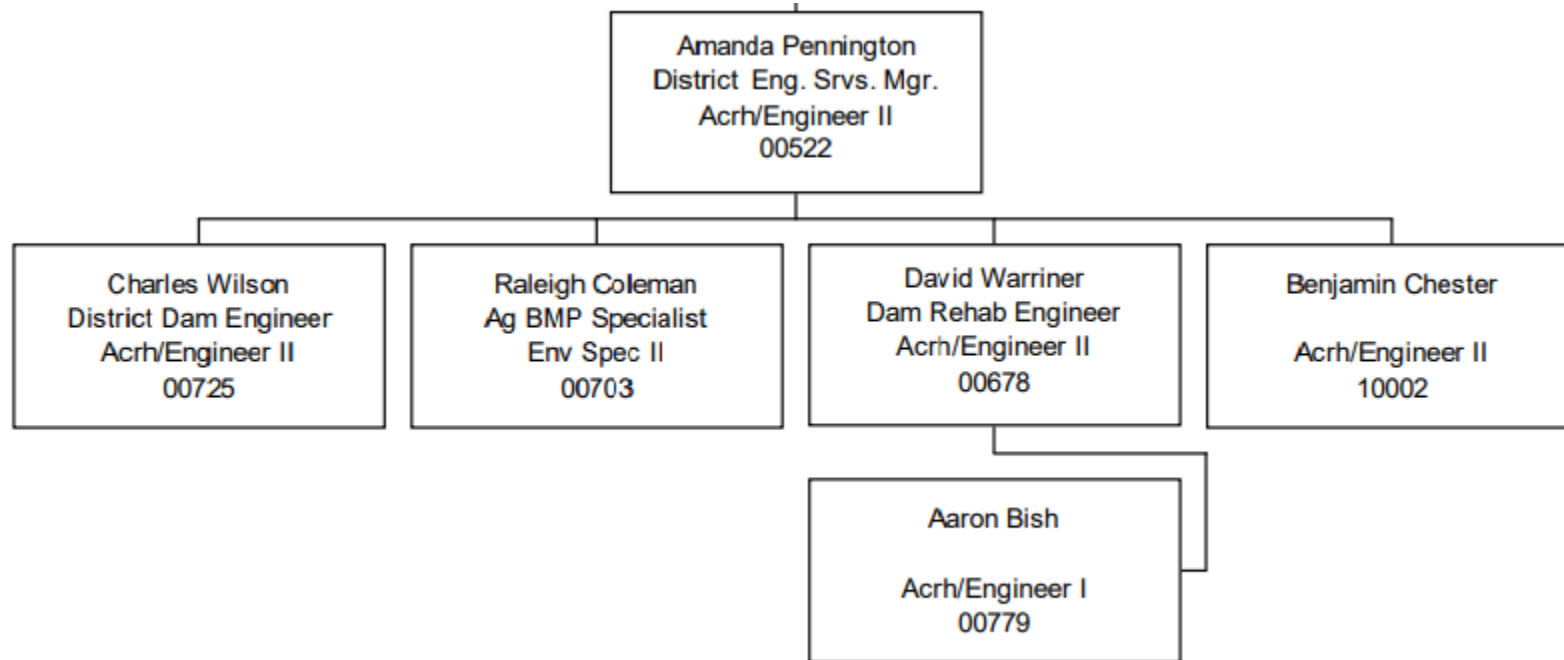 Amanda Pennington
District Eng. Srvs. Mgr.
Acrh/Engineer II
00522
Charles Wilson
District Dam Engineer
Acrh/Engineer II
00725
Raleigh Coleman
Ag BMP Specialist
Env Spec II
00703
David Warriner
Dam Rehab Engineer
Acrh/Engineer II
00678
Benjamin Chester
Acrh/Engineer II
10002
Aaron Bish
Acrh/Engineer I
00779